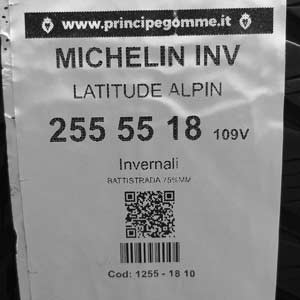 www.principegomme.it
MICHELIN INV
LATITUDE ALPIN
255 55 18 109V
Invernali
BATTISTRADA 75%MM
Cod: 1255 - 18 10